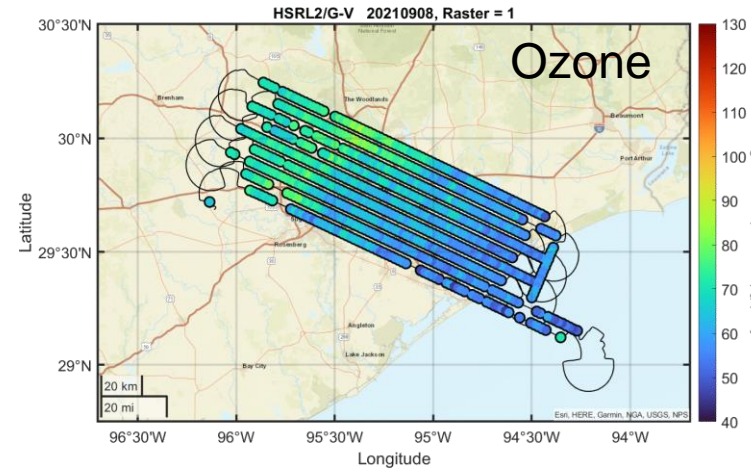 HSRL2/G-V 20210908, Raster = 1
Ozone
30°30'N
30°N
29°30'N
29°N
Latitude
Brenham
The Woodlands
Beaumont
Port Arthur
Rosenberg
Angleton
Lake Jackson
Bay City
20 km
20 mi
Esri, HERE, Garmin, NGA, USGS, NPS
96°30'W
96°W
95°30'W
95°W
94°30'W
94°W
Longitude
130
120
110
100
90
80
70
60
50
40